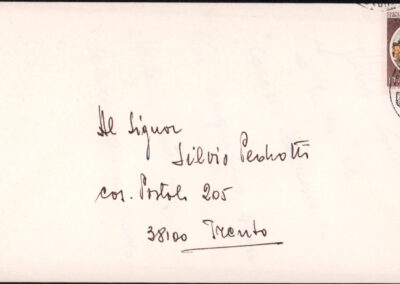 Al Signor
Silvio Pedrotti
cas. Postale 205
38100 Trento